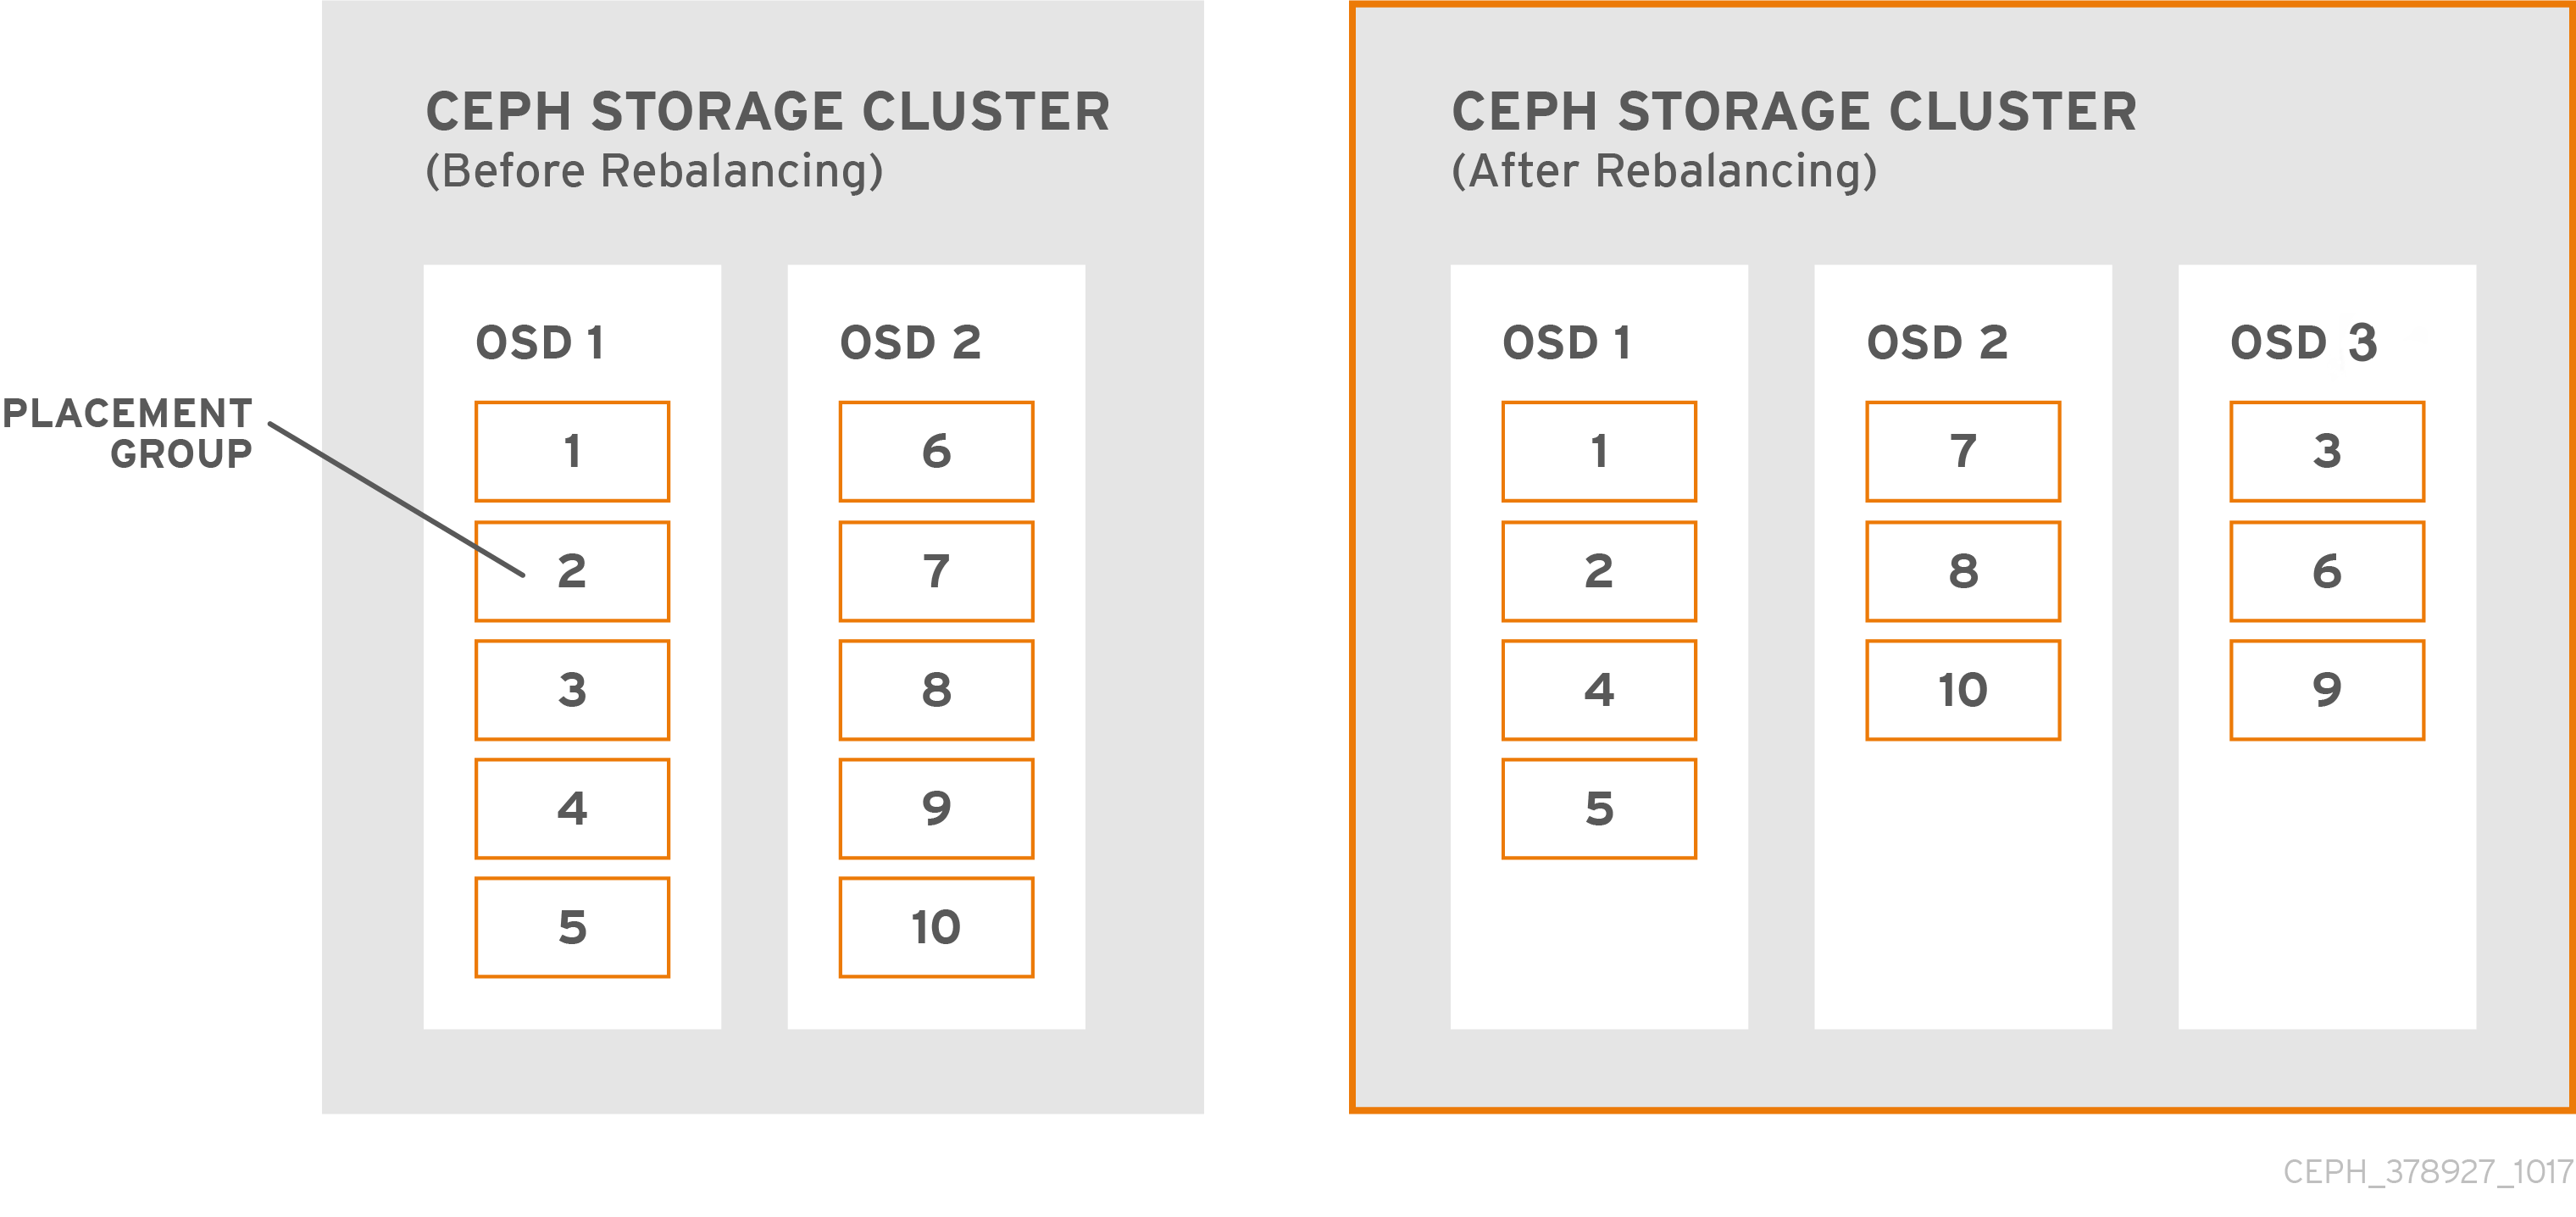 CEPH STORAGE CLUSTER
(Before Rebalancing)
PLACEMENT
GROUP
OSD 1
1
2
3
4
5
OSD 2
6
7
8
9
10
CEPH STORAGE CLUSTER
(After Rebalancing)
OSD 1
1
2
4
5
OSD 2
7
8
10
OSD 3
3
6
9
CEPH_378927_1017